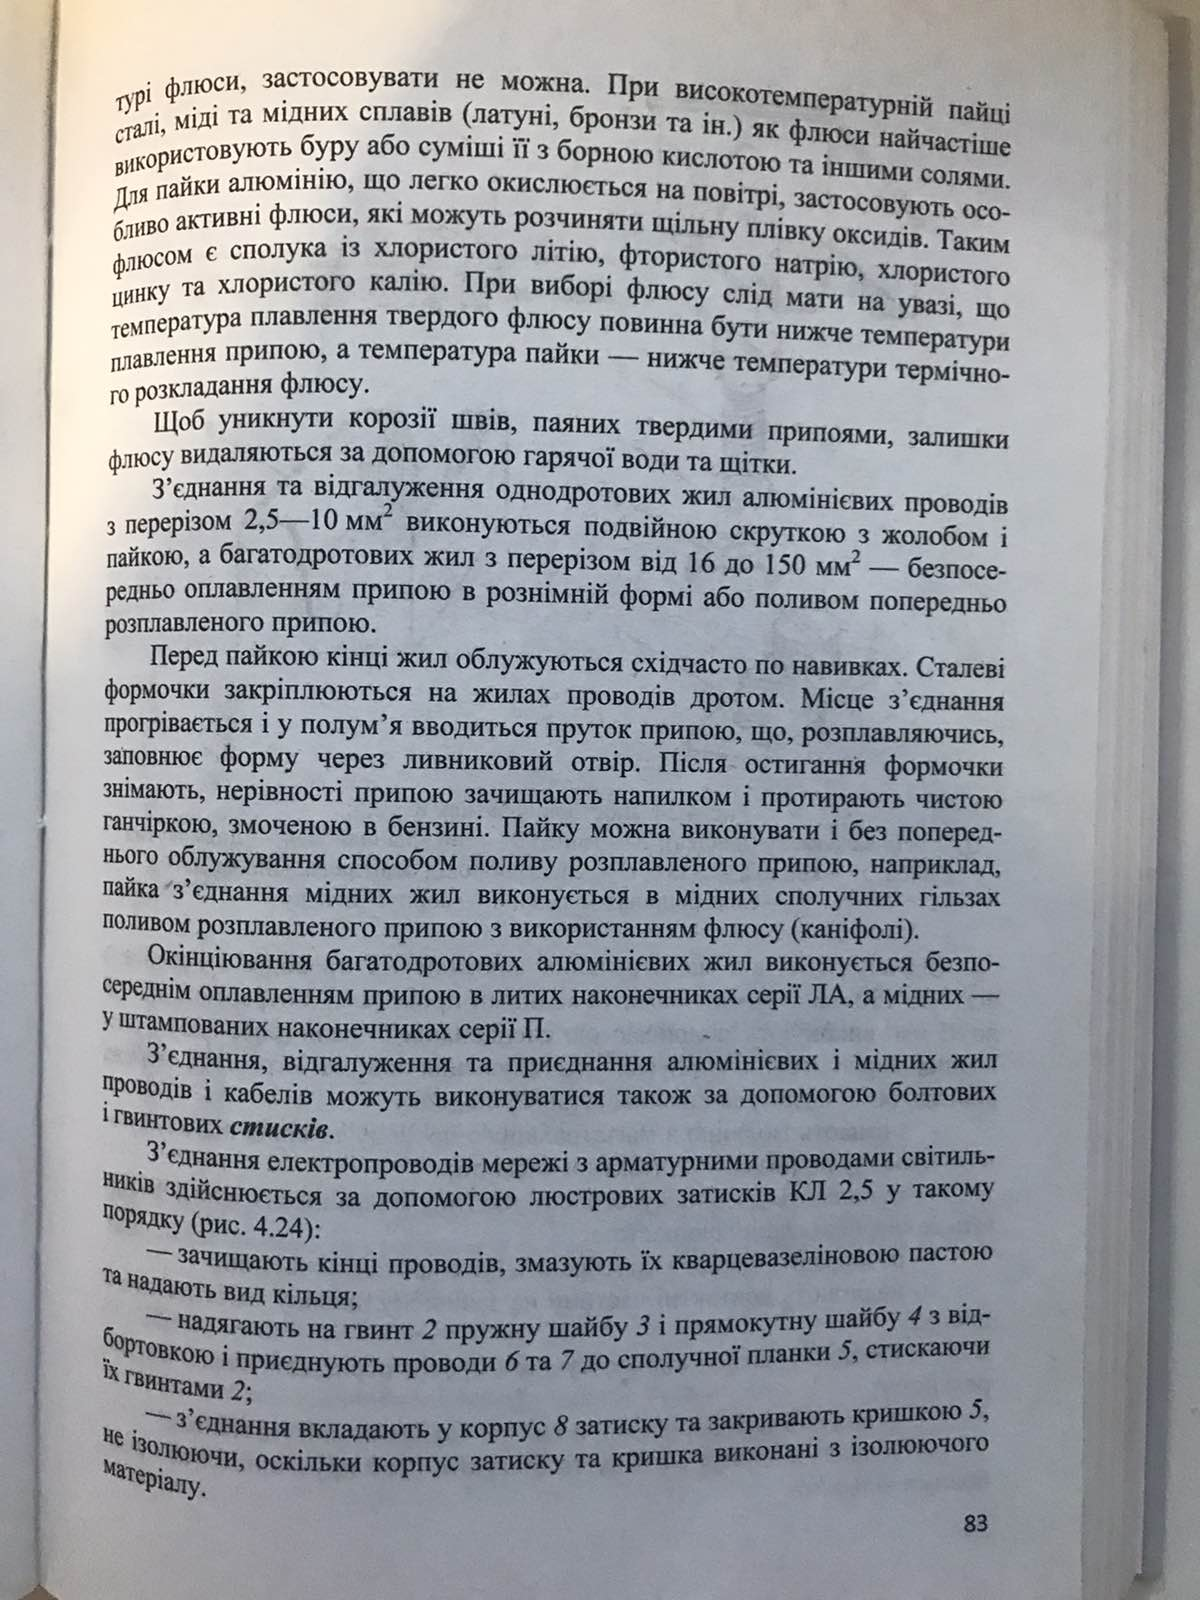 турі флюси, застосовувати не можна. При високотемпературній пайці
сталі, міді та мідних сплавів (латуні, бронзи та ін.) як флюси найчастіше
використовують буру або суміші її з борною кислотою та іншими солями.
Для пайки алюмінію, що легко окислюється на повітрі, застосовують осо-
бливо активні флюси, які можуть розчиняти щільну плівку оксидів. Таким
флюсом є сполука із хлористого літію, фтористого натрію, хлористого
цинку та хлористого калію. При виборі флюсу слід мати на увазі, що
температура плавлення твердого флюсу повинна бути нижче температури
плавлення припою, а температура пайки — нижче температури термічно-
го розкладання флюсу.
Щоб уникнути корозії швів, паяних твердими припоями, залишки
флюсу видаляються за допомогою гарячої води та щітки.
З’єднання та відгалуження однодротових жил алюмінієвих проводів
з перерізом 2,5—10 мм² виконуються подвійною скруткою з жолобом і
пайкою, а багатодротових жил з перерізом від 16 до 150 мм² — безпосе-
редньо оплавленням припою в рознімній формі або поливом попередньо
розплавленого припою.
Перед пайкою кінці жил облужуються східчасто по навивках. Сталеві
формочки закріплюються на жилах проводів дротом. Місце з’єднання
прогрівається і у полум’я вводиться пруток припою, що, розплавляючись,
заповнює форму через ливниковий отвір. Після остигання формочки
знімають, нерівності припою зачищають напилком і протирають чистою
ганчіркою, змоченою в бензині. Пайку можна виконувати і без поперед-
нього облужування способом поливу розплавленого припою, наприклад,
пайка з’єднання мідних жил виконується в мідних сполучних гільзах
поливом розплавленого припою з використанням флюсу (каніфолі).
Окінціювання багатодротових алюмінієвих жил виконується безпо-
середнім оплавленням припою в литих наконечниках серії ЛА, а мідних —
у штампованих наконечниках серії П.
З’єднання, відгалуження та приєднання алюмінієвих і мідних жил
проводів і кабелів можуть виконуватися також за допомогою болтових
і гвинтових стисків.
З’єднання електропроводів мережі з арматурними проводами світиль-
ників здійснюється за допомогою люстрових затисків КЛ 2,5 у такому
порядку (рис. 4.24):
— зачищають кінці проводів, змазують їх кварцевазеліновою пастою
та надають вид кільця;
— надягають на гвинт 2 пружну шайбу 3 і прямокутну шайбу 4 з від-
бортовкою і приєднують проводи 6 та 7 до сполучної планки 5, стискаючи
їх гвинтами 2;
— з’єднання вкладають у корпус 8 затиску та закривають кришкою 5,
не ізолюючи, оскільки корпус затиску та кришка виконані з ізолюючого
матеріалу.
83